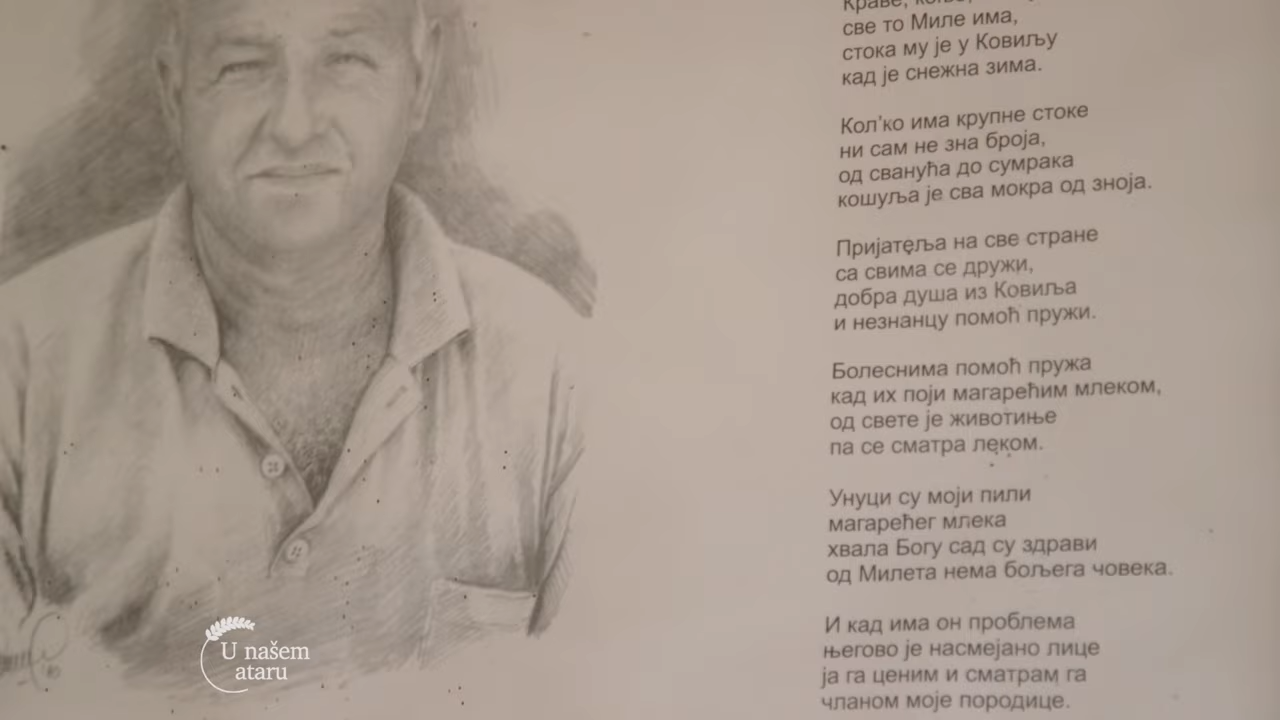 све то Миле има,
стока му је у Ковиљу
кад је снежна зима.
Кол'ко има крупне стоке
ни сам не зна броја,
од сванућа до сумрака
кошуља је сва мокра од зноја.
Пријатеља на све стране
са свима се дружи,
добра душа из Ковиља
и незнанцу помоћ пружи.
Болеснима помоћ пружа
кад их поји магарећим млеком,
од свете је животиње
па се сматра леком.
Унуци су моји пили
магарећег млека
хвала Богу сад су здрави
од Милета нема бољега човека.
И кад има он проблема
његово је насмејано лице
ја га ценим и сматрам га
чланом моје породице.
U našem
ataru